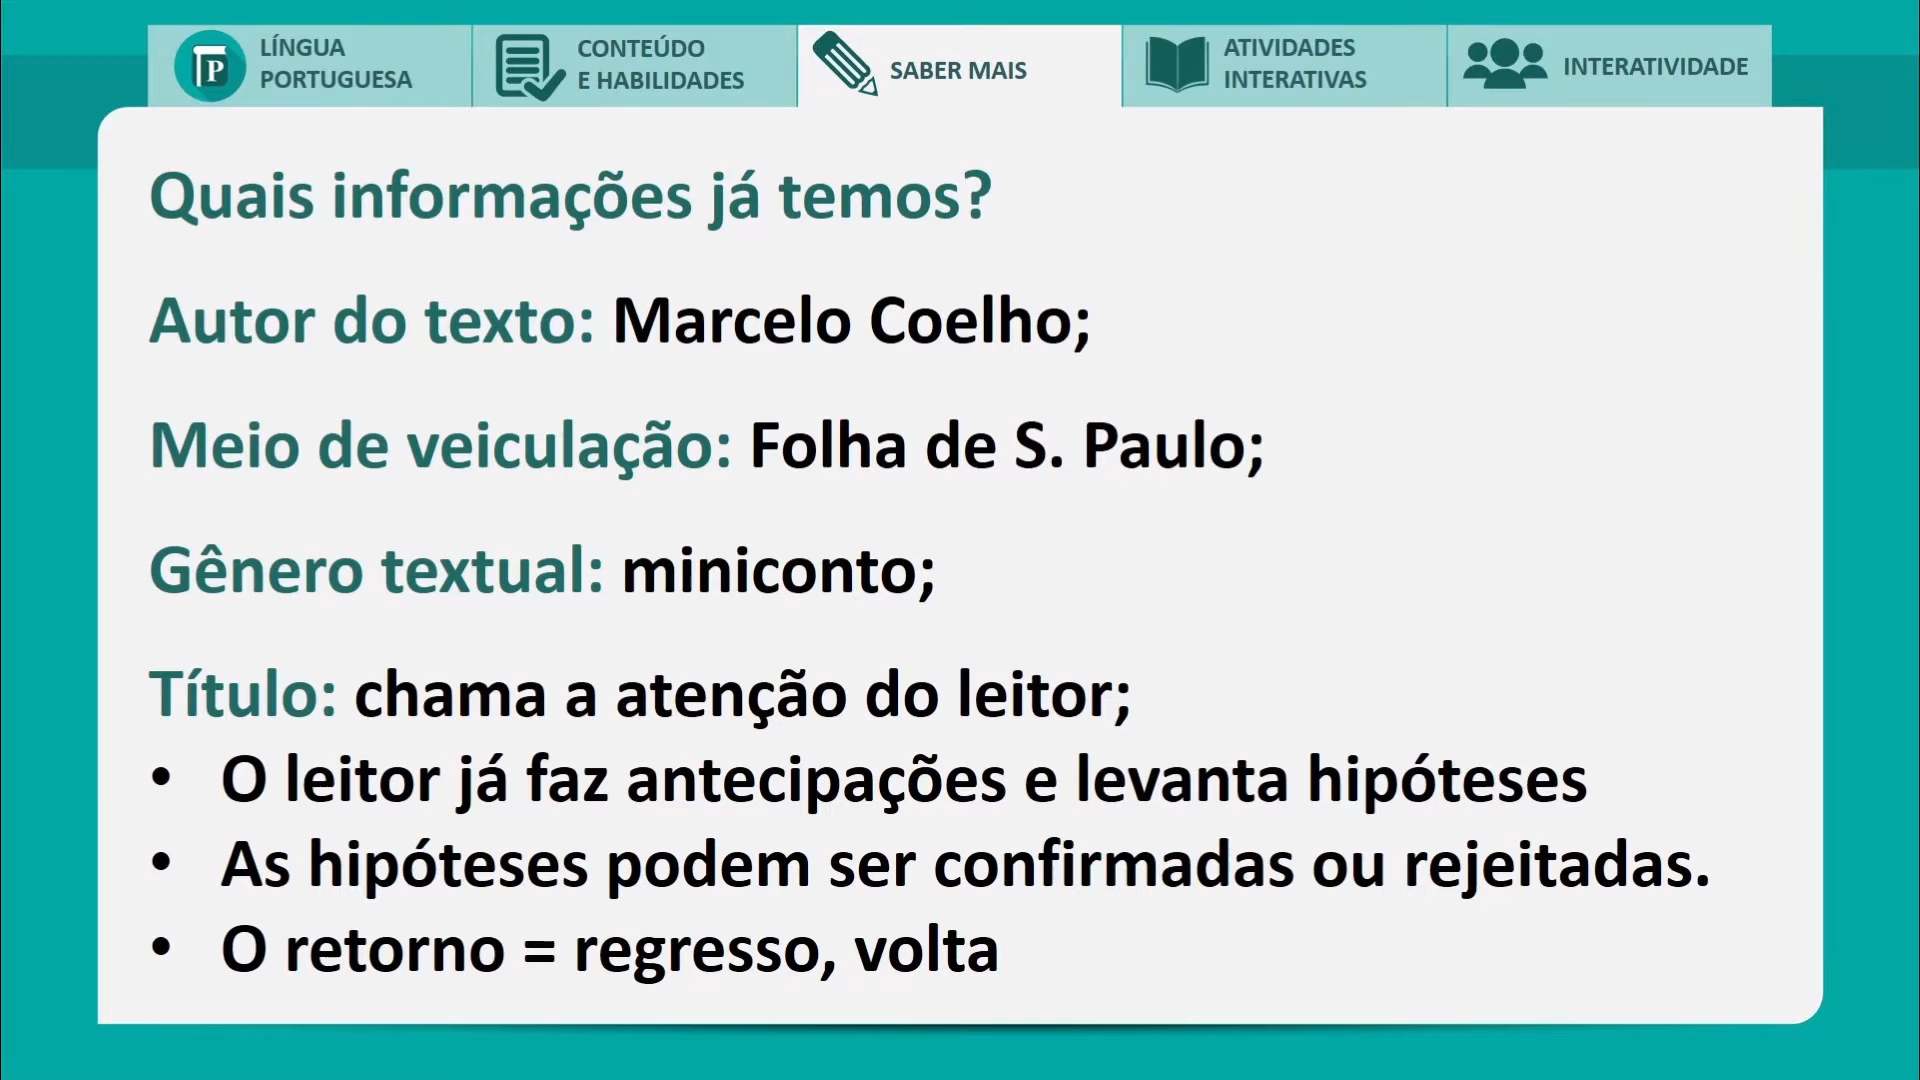 LÍNGUA
PORTUGUESA
CONTEÚDO
E HABILIDADES
SABER MAIS
ATIVIDADES
INTERATIVAS
INTERATIVIDADE
Quais informações já temos?
Autor do texto: Marcelo Coelho;
Meio de veiculação: Folha de S. Paulo;
Gênero textual: miniconto;
Título: chama a atenção do leitor;
• O leitor já faz antecipações e levanta hipóteses
• As hipóteses podem ser confirmadas ou rejeitadas.
• O retorno = regresso, volta